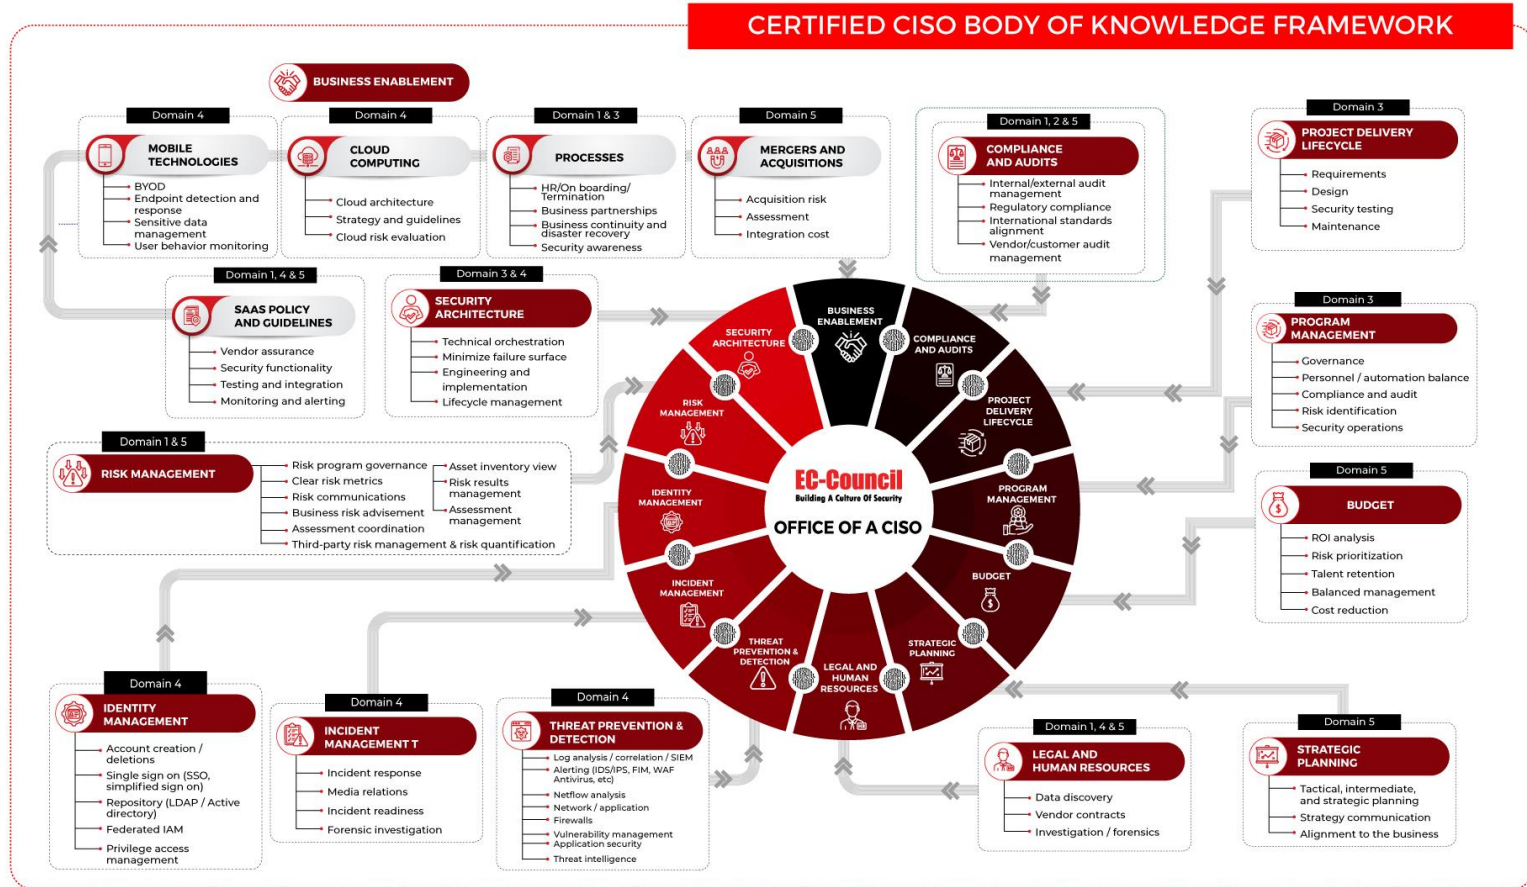 CERTIFIED CISO BODY OF KNOWLEDGE FRAMEWORK
BUSINESS ENABLEMENT
Domain 4
MOBILE
TECHNOLOGIES
BYOD
Endpoint detection and
response
Sensitive data
management
User behavior monitoring
Domain 4
CLOUD
COMPUTING
Cloud architecture
Strategy and guidelines
Cloud risk evaluation
Domain 1 & 3
PROCESSES
HR/On boarding/
Termination
Business partnerships
Business continuity and
disaster recovery
Security awareness
Domain 5
MERGERS AND
ACQUISITIONS
Acquisition risk
Assessment
Integration cost
Domain 1, 2 & 5
COMPLIANCE
AND AUDITS
Internal/external audit
management
Regulatory compliance
International standards
alignment
Vendor/customer audit
management
Domain 3
PROJECT DELIVERY
LIFECYCLE
Requirements
Design
Security testing
Maintenance
Domain 1, 4 & 5
SAAS POLICY
AND GUIDELINES
Vendor assurance
Security functionality
Testing and integration
Monitoring and alerting
Domain 3 & 4
SECURITY
ARCHITECTURE
Technical orchestration
Minimize failure surface
Engineering and
implementation
Lifecycle management
Domain 3
PROGRAM
MANAGEMENT
Governance
Personnel / automation balance
Compliance and audit
Risk identification
Security operations
Domain 1 & 5
RISK MANAGEMENT
Risk program governance
Clear risk metrics
Risk communications
Business risk advisement
Assessment coordination
Third-party risk management & risk quantification
Asset inventory view
Risk results
management
Assessment
management
BUSINESS
ENABLEMENT
COMPLIANCE
AND AUDITS
PROJECT
DELIVERY
LIFECYCLE
PROGRAM
MANAGEMENT
BUDGET
STRATEGIC
PLANNING
LEGAL AND
HUMAN
RESOURCES
THREAT
PREVENTION &
DETECTION
INCIDENT
MANAGEMENT
IDENTITY
MANAGEMENT
RISK
MANAGEMENT
SECURITY
ARCHITECTURE
EC-Council
Building A Culture Of Security
OFFICE OF A CISO
Domain 5
BUDGET
ROI analysis
Risk prioritization
Talent retention
Balanced management
Cost reduction
Domain 4
IDENTITY
MANAGEMENT
Account creation /
deletions
Single sign on (SSO,
simplified sign on)
Repository (LDAP / Active
directory)
Federated IAM
Privilege access
management
Domain 4
INCIDENT
MANAGEMENT T
Incident response
Media relations
Incident readiness
Forensic investigation
Domain 4
THREAT PREVENTION &
DETECTION
Log analysis / correlation / SIEM
Alerting (IDS/IPS, FIM, WAF
Antivirus, etc)
Netflow analysis
Network / application
Firewalls
Vulnerability management
Application security
Threat intelligence
Domain 1, 4 & 5
LEGAL AND
HUMAN RESOURCES
Data discovery
Vendor contracts
Investigation / forensics
Domain 5
STRATEGIC
PLANNING
Tactical, intermediate,
and strategic planning
Strategy communication
Alignment to the business